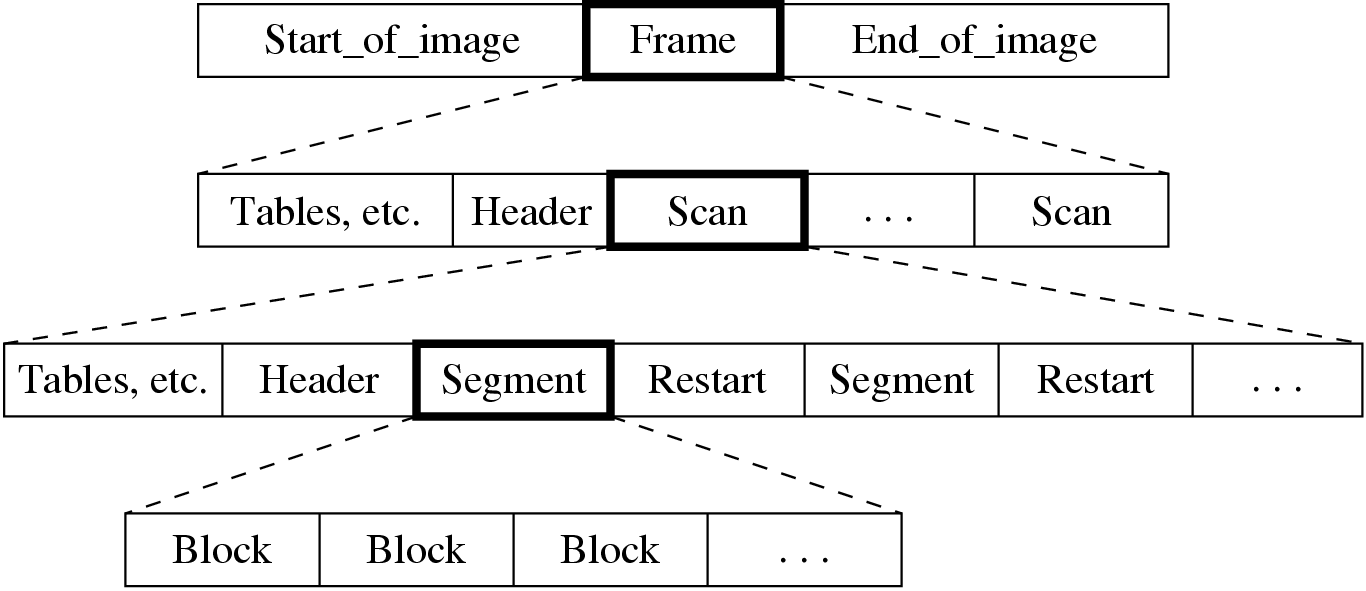 Start_of_image Frame End_of_image
Tables, etc. Header Scan . . . Scan
Tables, etc. Header Segment Restart Segment Restart . . .
Block Block Block . . .